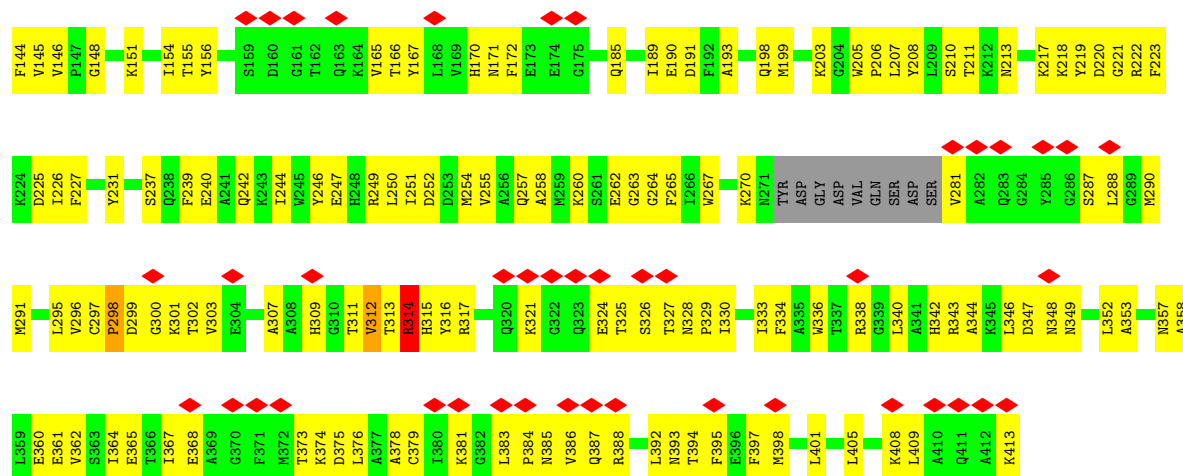 F144 V145 V146 P147 G148 K151 I154 T155 Y156 S159 D160 G161 T162 Q163 K164 V165 T166 Y167 L168 V169 H170 N171 F172 E173 E174 G175 Q185 I189 E190 D191 F192 A193 Q198 M199 K203 G204 W205 P206 L207 Y208 L209 S210 T211 K212 N213 K217 K218 Y219 D220 G221 R222 F223
K224 D225 I226 F227 Y231 S237 Q238 F239 E240 A241 Q242 K243 I244 W245 Y246 E247 H248 R249 L250 I251 D252 D253 M254 V255 A256 Q257 A258 M259 K260 S261 E262 G263 G264 F265 I266 W267 K270 N271 TYR ASP GLY ASP VAL GLN SER ASP SER V281 A282 Q283 G284 Y285 G286 S287 L288 G289 M290
M291 L295 V296 C297 P298 D299 G300 K301 T302 V303 E304 A307 A308 H309 G310 T311 V312 T313 R314 H315 Y316 R317 Q320 K321 G322 Q323 E324 T325 S326 T327 N328 P329 I330 I333 F334 A335 W336 T337 R338 G339 L340 A341 H342 R343 A344 K345 L346 D347 N348 N349 L352 A353 N357 A358
L359 E360 E361 V362 S363 I364 E365 T366 I367 E368 A369 G370 F371 M372 T373 K374 D375 L376 A377 A378 C379 I380 K381 G382 L383 P384 N385 V386 Q387 R388 L392 N393 T394 F395 E396 F397 M398 L401 L405 K408 L409 A410 Q411 A412 K413